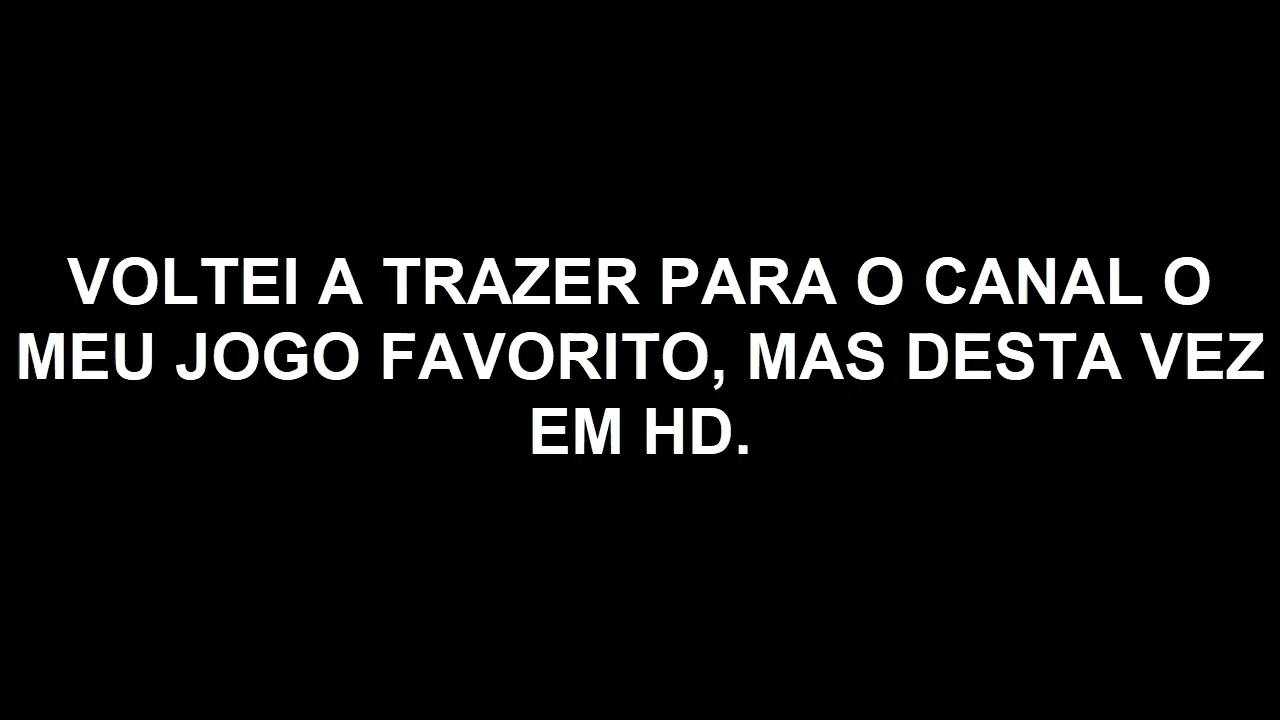 VOLTEI A TRAZER PARA O CANAL O
MEU JOGO FAVORITO, MAS DESTA VEZ
EM HD.